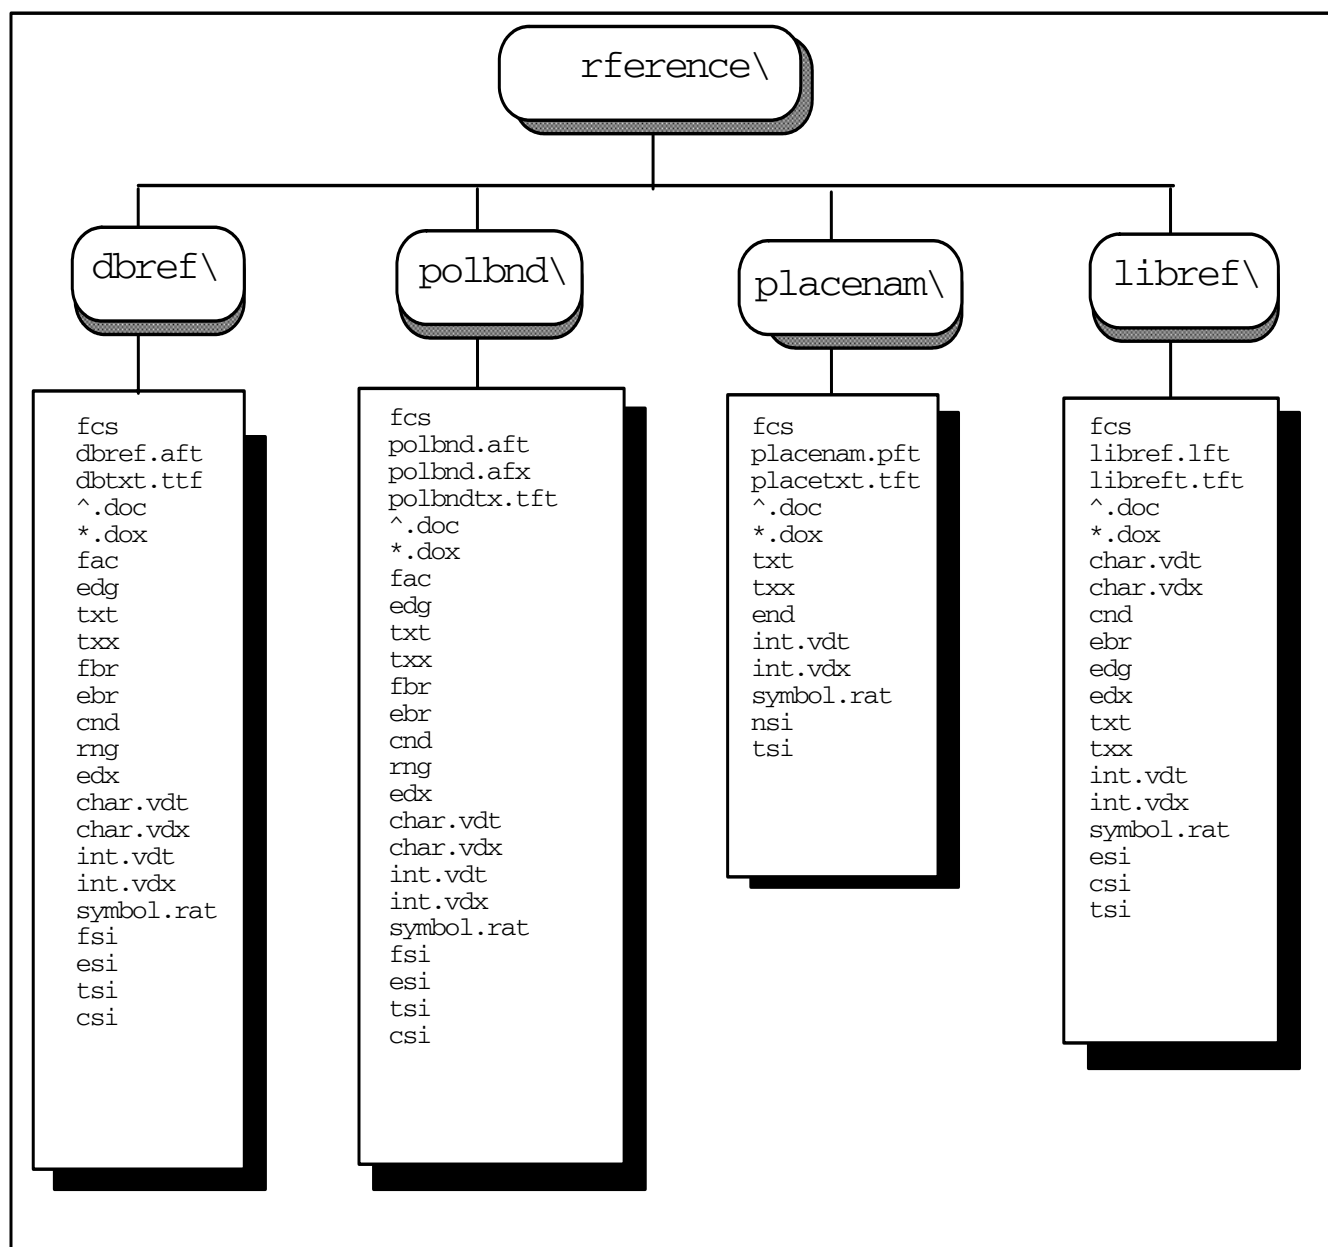 rference\
dbref\
polbnd\
placenam\
libref\
fcs
dbref.aft
dbtxt.ttf
^.doc
*.dox
fac
edg
txt
txx
fbr
ebr
cnd
rng
edx
char.vdt
char.vdx
int.vdt
int.vdx
symbol.rat
fsi
esi
tsi
csi
fcs
polbnd.aft
polbnd.afx
polbndtx.tft
^.doc
*.dox
fac
edg
txt
txx
fbr
ebr
cnd
rng
edx
char.vdt
char.vdx
int.vdt
int.vdx
symbol.rat
fsi
esi
tsi
csi
fcs
placenam.pft
placetxt.tft
^.doc
*.dox
txt
txx
end
int.vdt
int.vdx
symbol.rat
nsi
tsi
fcs
libref.lft
libreft.tft
^.doc
*.dox
char.vdt
char.vdx
cnd
ebr
edg
edx
txt
txx
int.vdt
int.vdx
symbol.rat
esi
csi
tsi